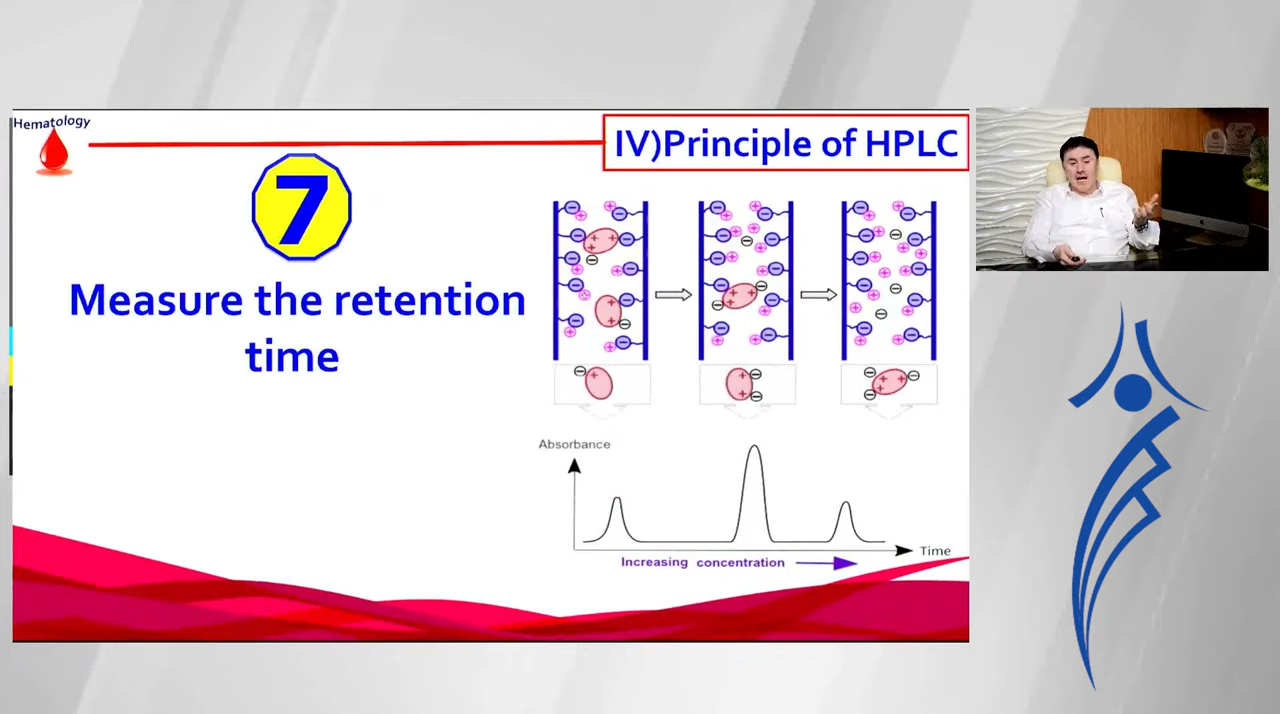 Hematology
IV)Principle of HPLC
7
Measure the retention
time
Absorbance
Time
Increasing concentration